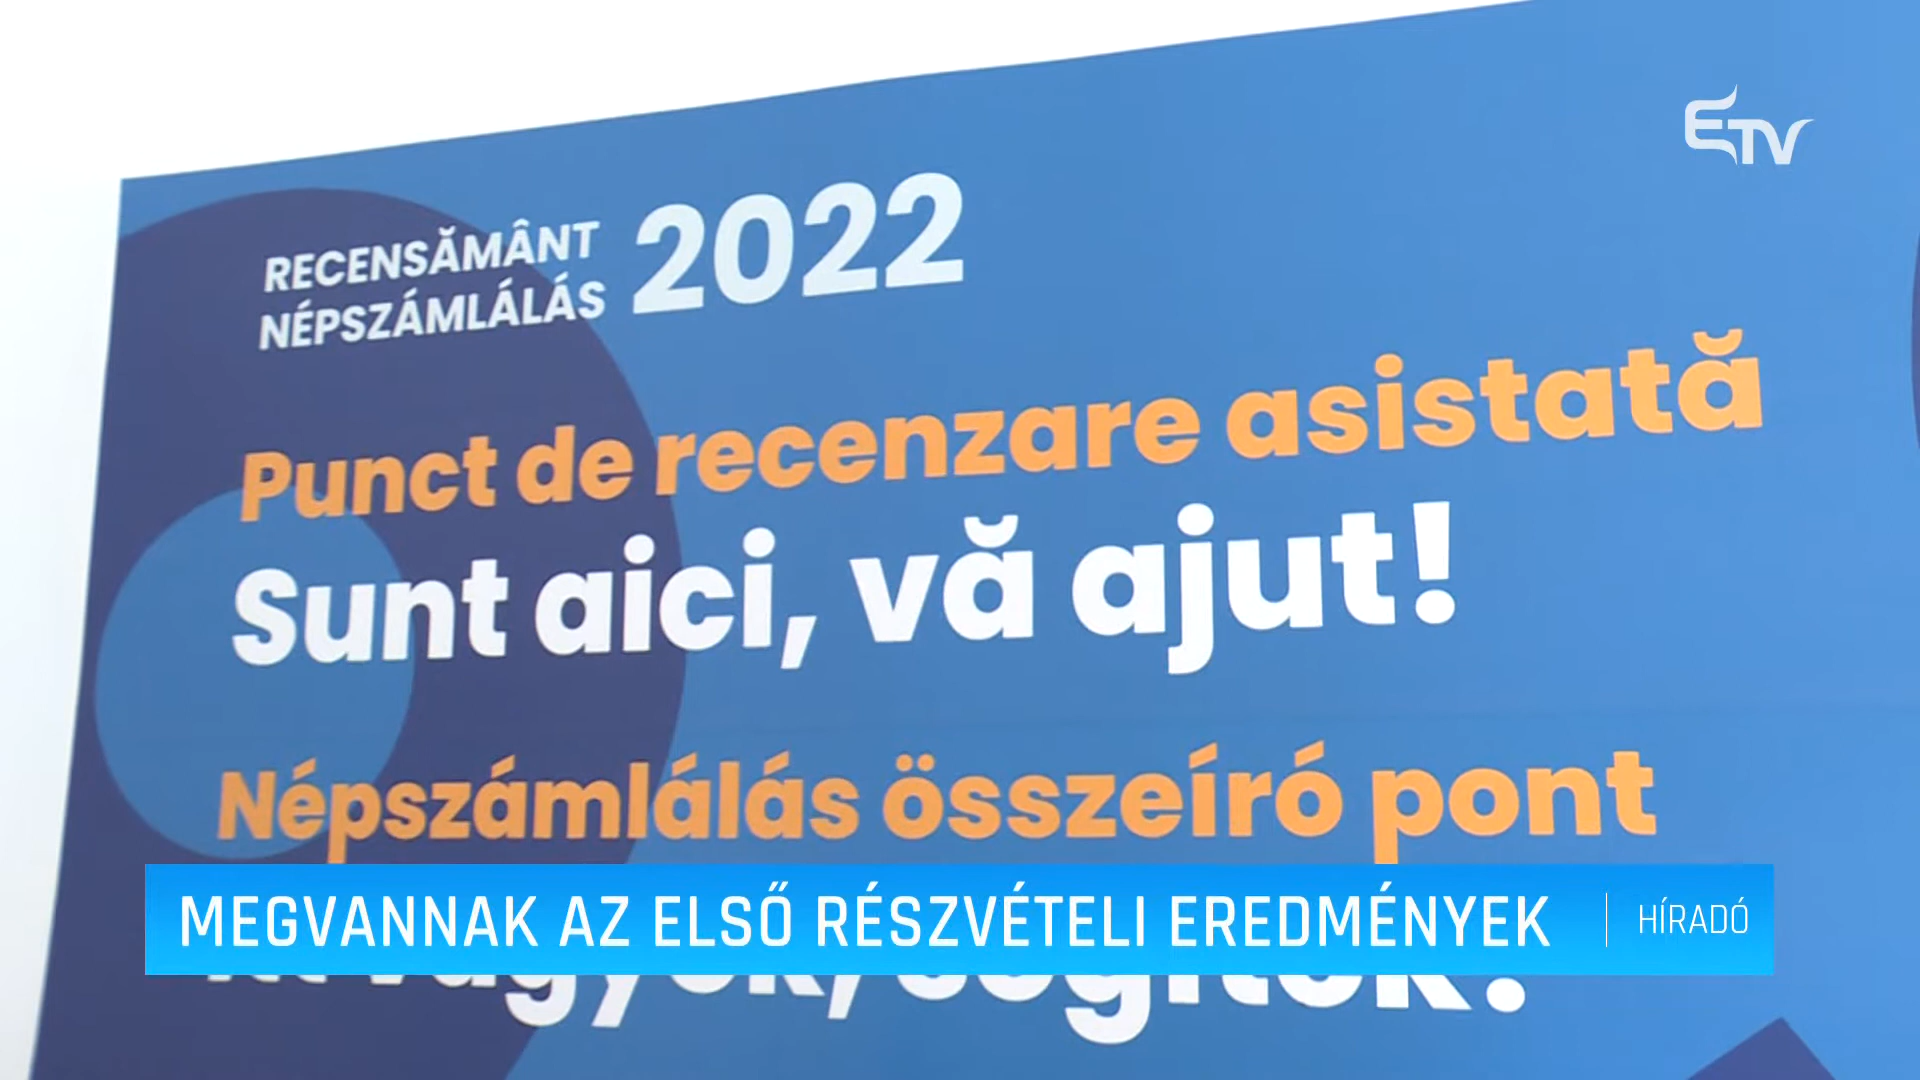 ETV
RECENSĂMÂNT
NÉPSZÁMLÁLÁS
2022
Punct de recenzare asistată
Sunt aici, vă ajut!
Népszámlálás összeíró pont
MEGVANNAK AZ ELSŐ RÉSZVÉTELI EREDMÉNYEK
HÍRADÓ